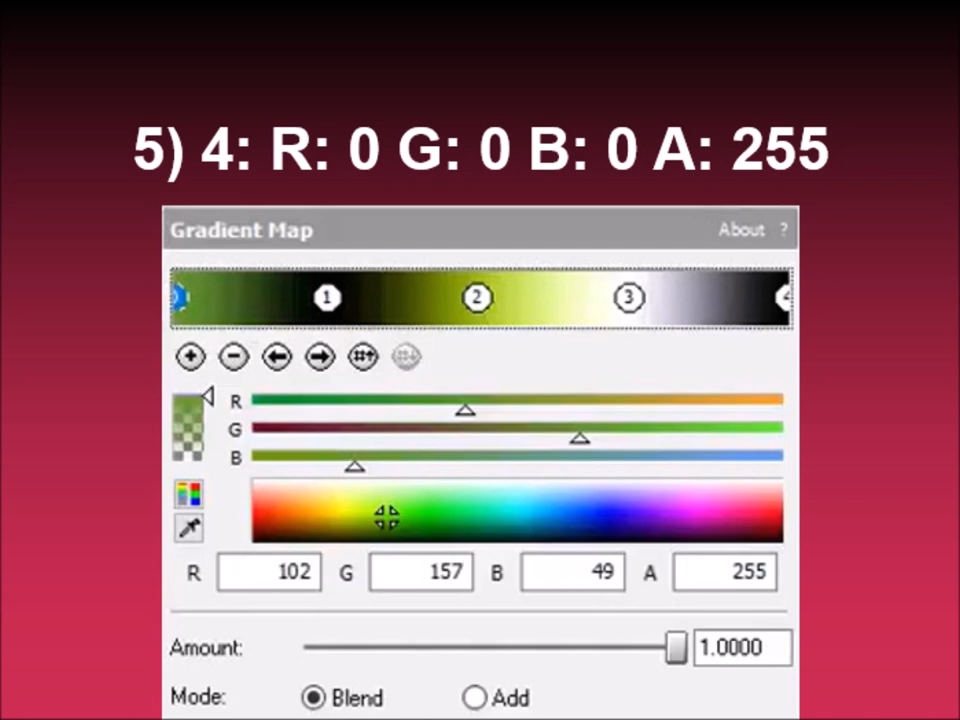 5) 4: R: 0 G: 0 B: 0 A: 255
Gradient Map About ?
1 2 3 4
R
G
B
R 102 G 157 B 49 A 255
Amount: 1.0000
Mode: Blend Add